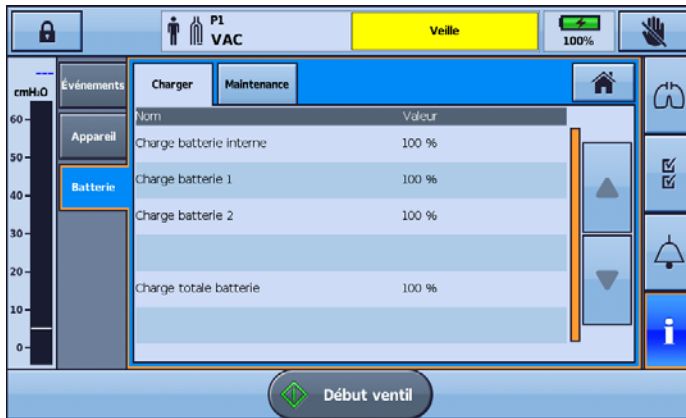 P1
VAC
Veille
100%
---
cmH₂O
60
50
40
30
20
10
0
Événements
Appareil
Batterie
Charger
Maintenance
Nom Valeur
Charge batterie interne 100 %
Charge batterie 1 100 %
Charge batterie 2 100 %
Charge totale batterie 100 %
i
Début ventil